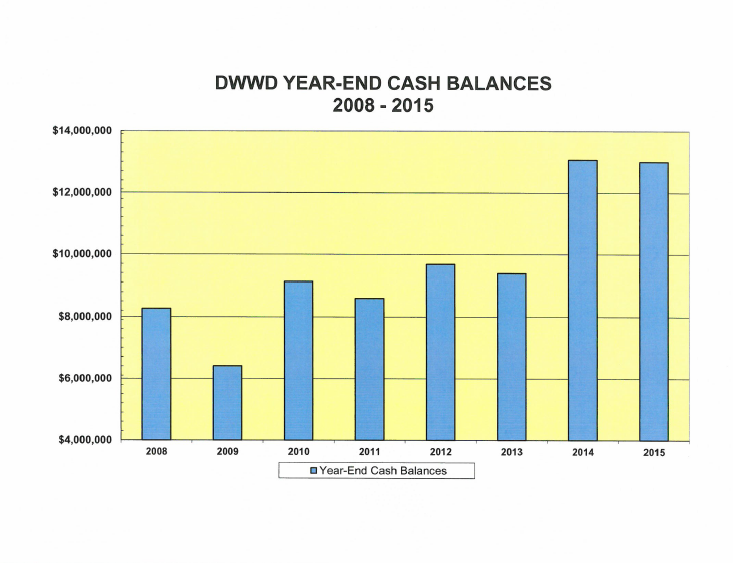 DWWD YEAR-END CASH BALANCES
2008 - 2015
$14,000,000
$12,000,000
$10,000,000
$8,000,000
$6,000,000
$4,000,000
2008 2009 2010 2011 2012 2013 2014 2015
Year-End Cash Balances